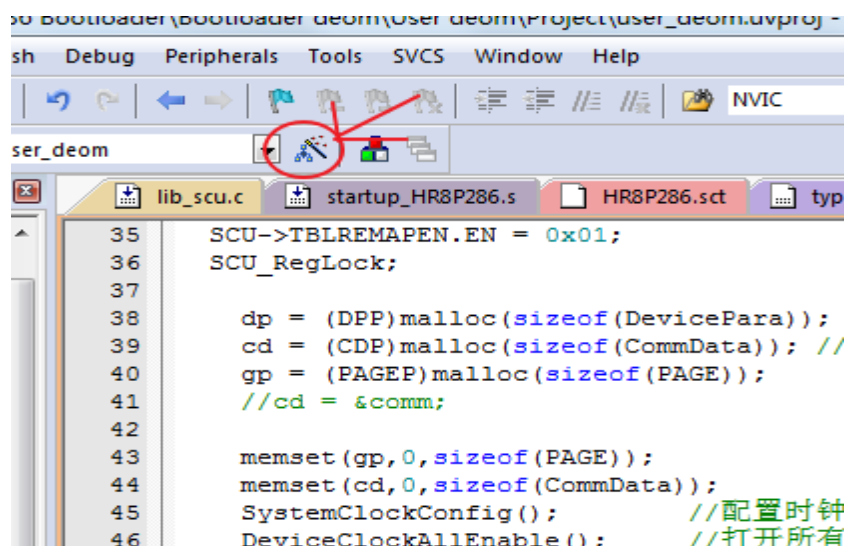 So Bootloader\Bootloader deom\User deom\Project\user_deom.uvproj -
sh Debug Peripherals Tools SVCS Window Help
NVIC
ser_deom
lib_scu.c startup_HR8P286.s HR8P286.sct typ
35 SCU->TBLREMAPEN.EN = 0x01;
36 SCU_RegLock;
37
38 dp = (DPP)malloc(sizeof(DevicePara));
39 cd = (CDP)malloc(sizeof(CommData)); //
40 gp = (PAGEP)malloc(sizeof(PAGE));
41 //cd = &comm;
42
43 memset(gp,0,sizeof(PAGE));
44 memset(cd,0,sizeof(CommData));
45 SystemClockConfig(); //配置时钟
46 DeviceClockAllEnable(); //打开所有